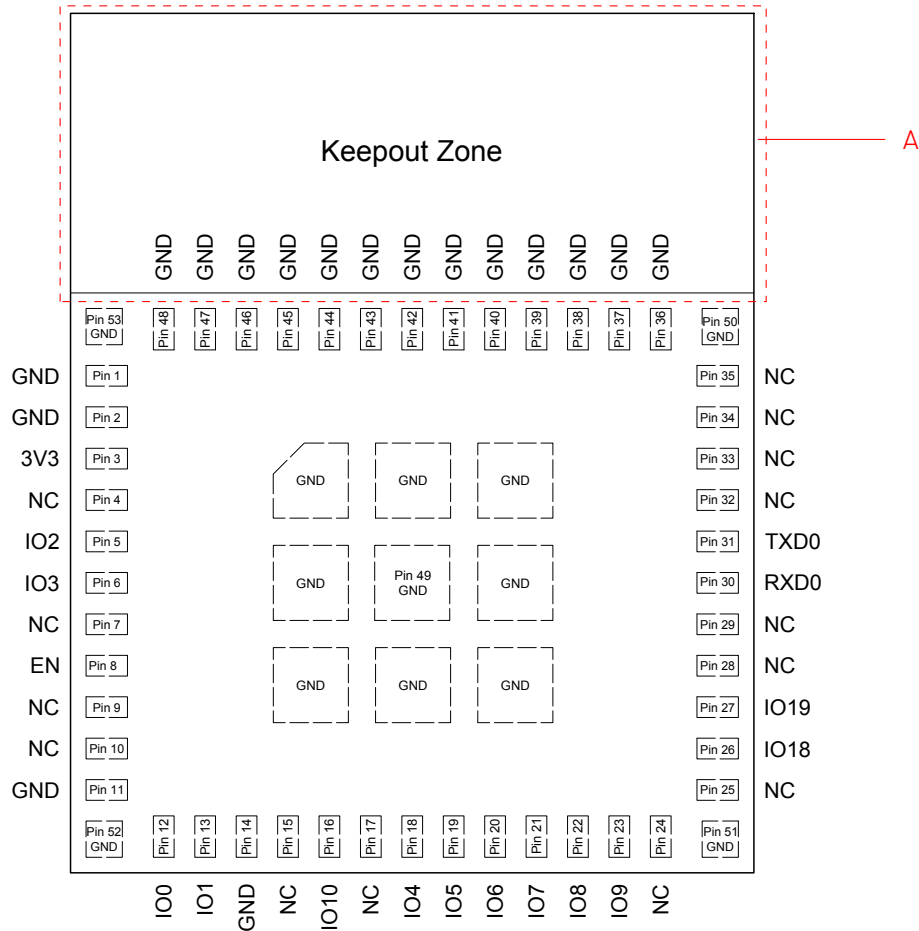 Keepout Zone
A
GND GND GND GND GND GND GND GND GND GND GND GND GND
Pin 53 GND
Pin 48 Pin 47 Pin 46 Pin 45 Pin 44 Pin 43 Pin 42 Pin 41 Pin 40 Pin 39 Pin 38 Pin 37 Pin 36
Pin 50 GND
GND Pin 1 Pin 35 NC
GND Pin 2 Pin 34 NC
3V3 Pin 3 Pin 33 NC
GND GND GND
NC Pin 4 Pin 32 NC
IO2 Pin 5 Pin 31 TXD0
IO3 Pin 6 Pin 30 RXD0
GND Pin 49 GND GND
NC Pin 7 Pin 29 NC
EN Pin 8 Pin 28 NC
GND GND GND
NC Pin 9 Pin 27 IO19
NC Pin 10 Pin 26 IO18
GND Pin 11 Pin 25 NC
Pin 52 GND
Pin 12 Pin 13 Pin 14 Pin 15 Pin 16 Pin 17 Pin 18 Pin 19 Pin 20 Pin 21 Pin 22 Pin 23 Pin 24
Pin 51 GND
IO0 IO1 GND NC IO10 NC IO4 IO5 IO6 IO7 IO8 IO9 NC